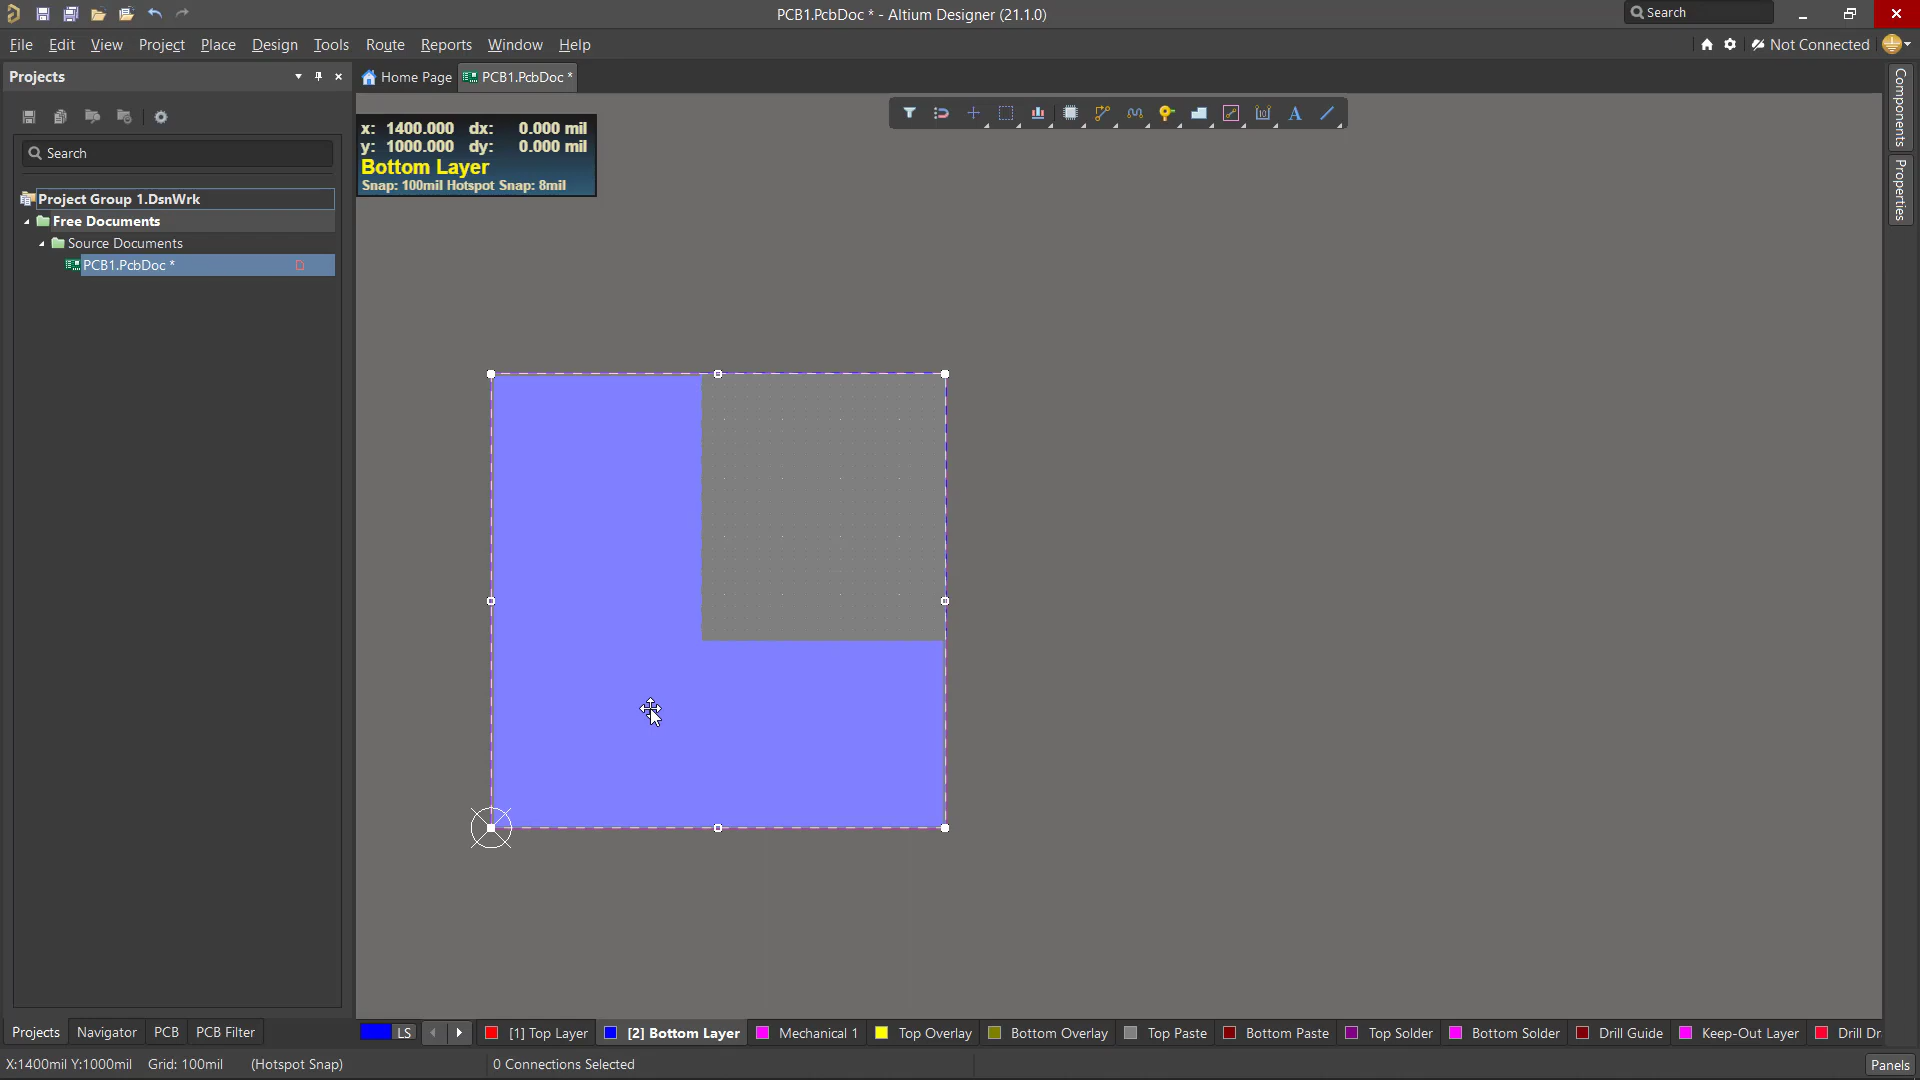 PCB1.PcbDoc * - Altium Designer (21.1.0)
Search
File Edit View Project Place Design Tools Route Reports Window Help
Not Connected
Projects
Home Page
PCB1.PcbDoc *
Search
Project Group 1.DsnWrk
Free Documents
Source Documents
PCB1.PcbDoc *
x: 1400.000 dx: 0.000 mil
y: 1000.000 dy: 0.000 mil
Bottom Layer
Snap: 100mil Hotspot Snap: 8mil
10
A
Components
Properties
Projects Navigator PCB PCB Filter
LS [1] Top Layer [2] Bottom Layer Mechanical 1 Top Overlay Bottom Overlay Top Paste Bottom Paste Top Solder Bottom Solder Drill Guide Keep-Out Layer Drill Dr
X:1400mil Y:1000mil Grid: 100mil (Hotspot Snap) 0 Connections Selected Panels